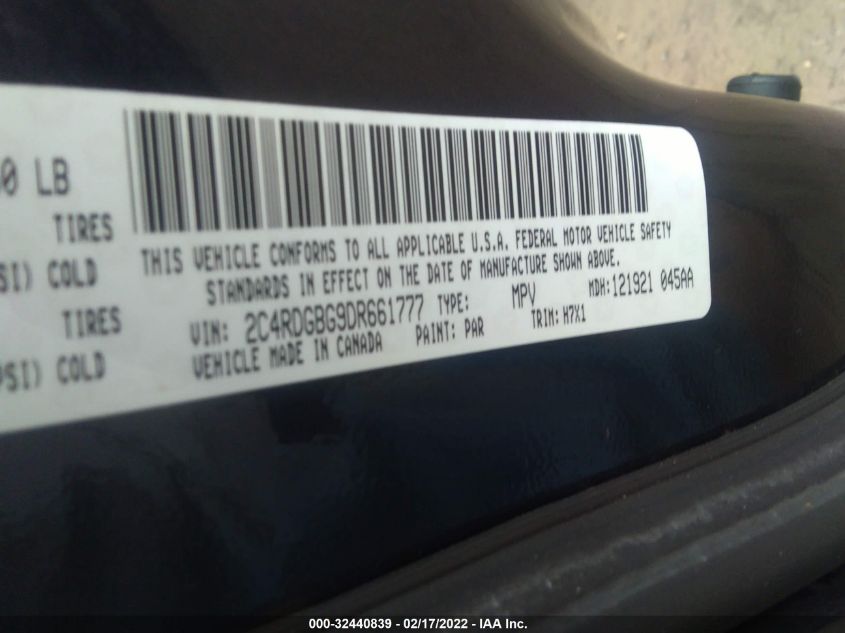 0 LB
TIRES
SI) COLD
TIRES
PSI) COLD
THIS VEHICLE CONFORMS TO ALL APPLICABLE U.S.A. FEDERAL MOTOR VEHICLE SAFETY
STANDARDS IN EFFECT ON THE DATE OF MANUFACTURE SHOWN ABOVE.
VIN: 2C4RDGBG9DR661777 TYPE: MPV MDH:121921 045AA
VEHICLE MADE IN CANADA PAINT: PAR TRIM: H7X1
000-32440839 - 02/17/2022 - IAA Inc.